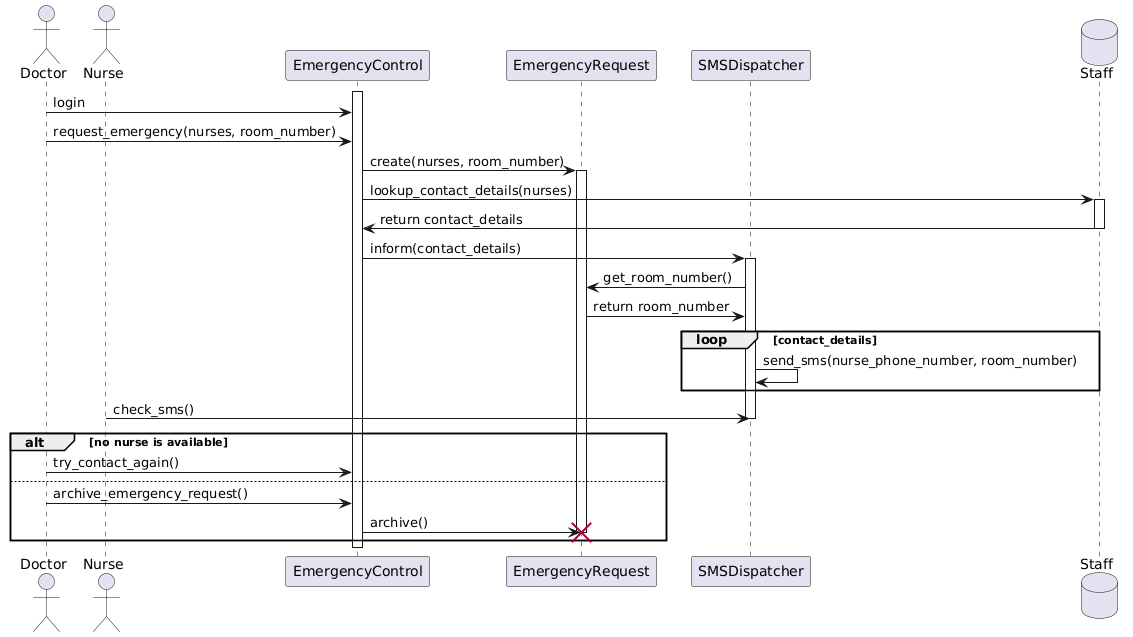 Doctor
Nurse
EmergencyControl
EmergencyRequest
SMSDispatcher
Staff
login
request_emergency(nurses, room_number)
create(nurses, room_number)
lookup_contact_details(nurses)
return contact_details
inform(contact_details)
get_room_number()
return room_number
loop [contact_details]
send_sms(nurse_phone_number, room_number)
check_sms()
alt [no nurse is available]
try_contact_again()
archive_emergency_request()
archive()
Doctor
Nurse
EmergencyControl
EmergencyRequest
SMSDispatcher
Staff